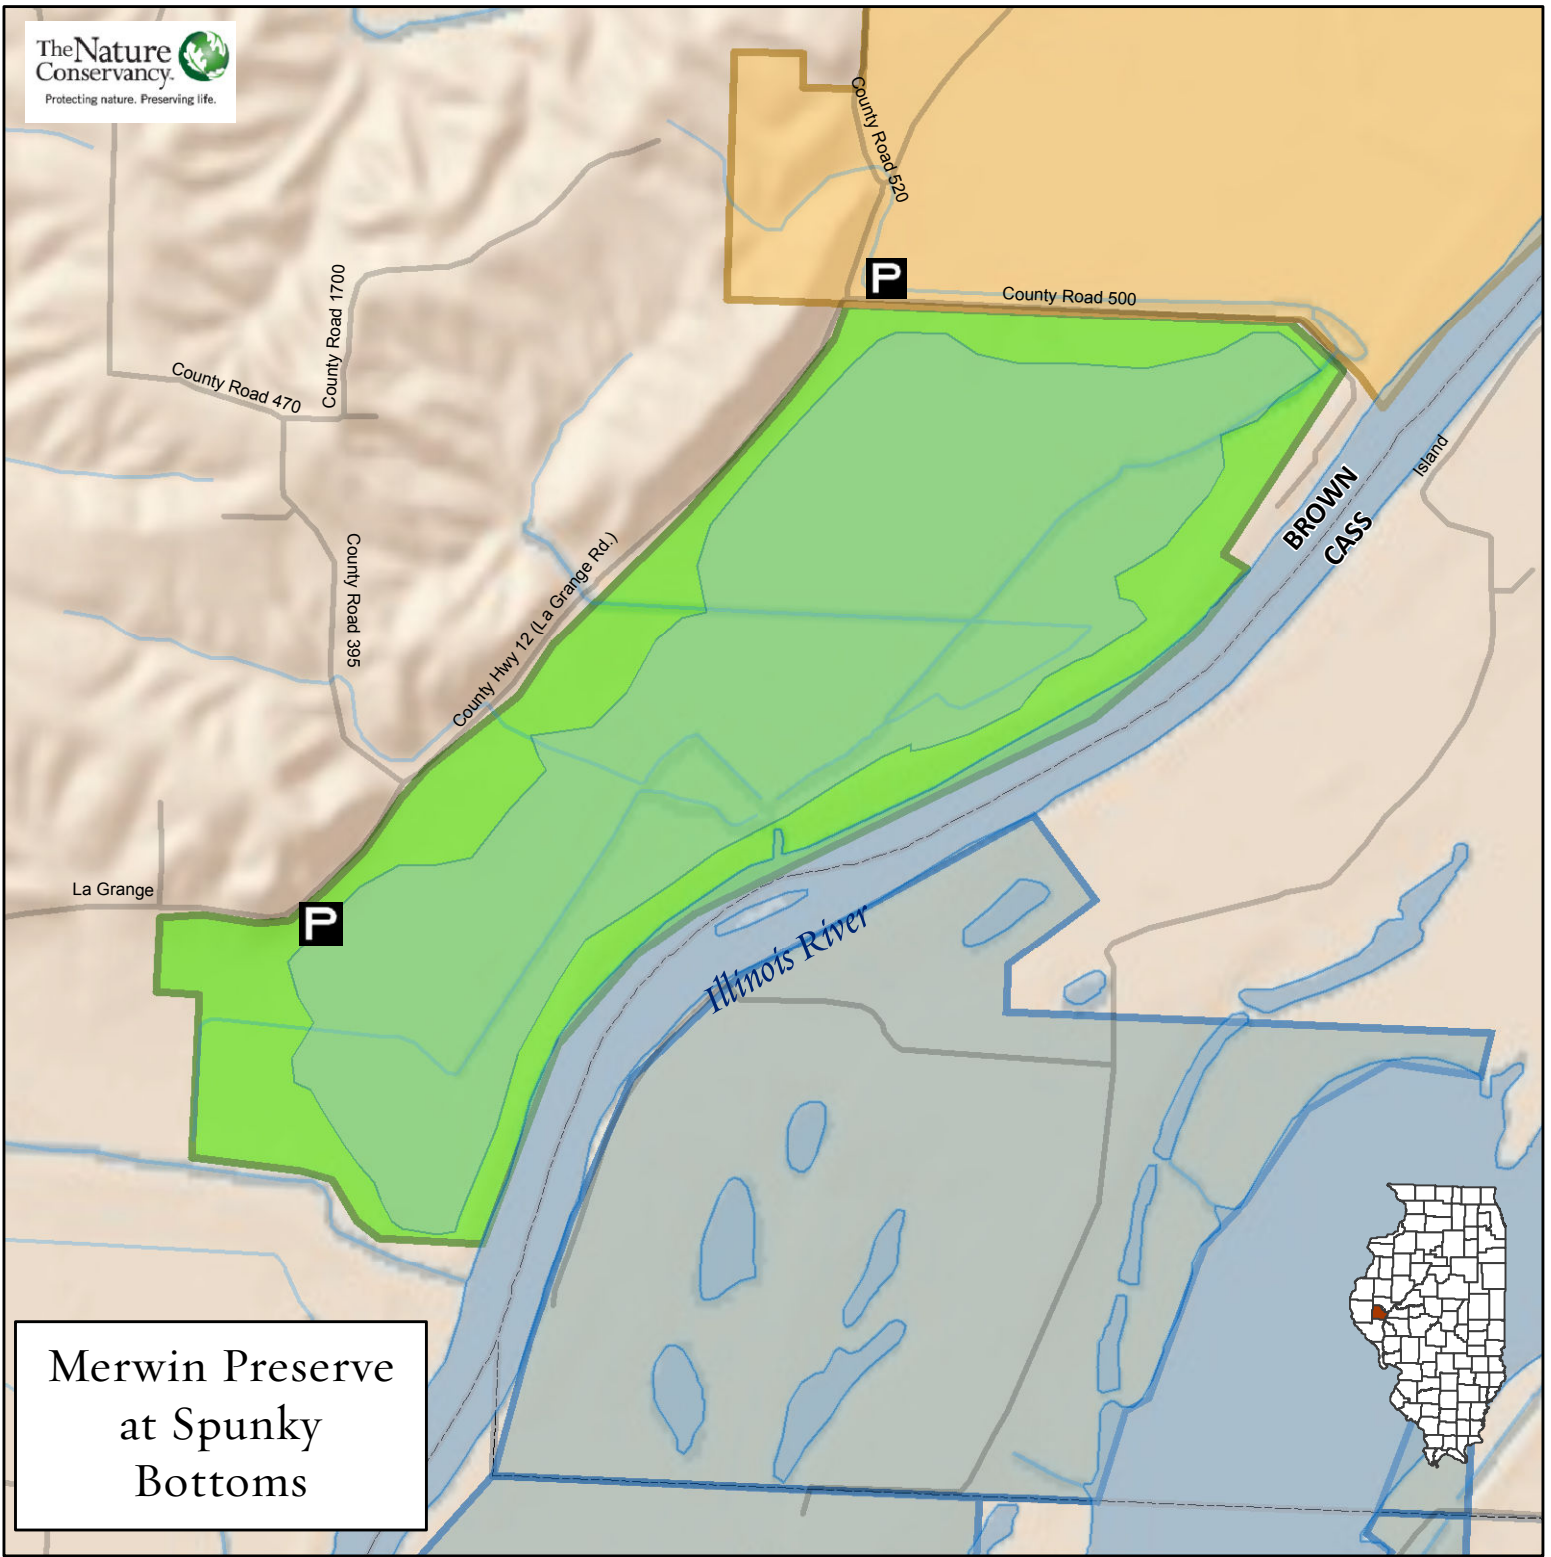 The Nature
Conservancy.
Protecting nature. Preserving life.
County Road 520
P
County Road 500
County Road 1700
County Road 470
Island
BROWN
CASS
County Road 395
County Hwy 12 (La Grange Rd.)
La Grange
P
Illinois River
Merwin Preserve
at Spunky
Bottoms